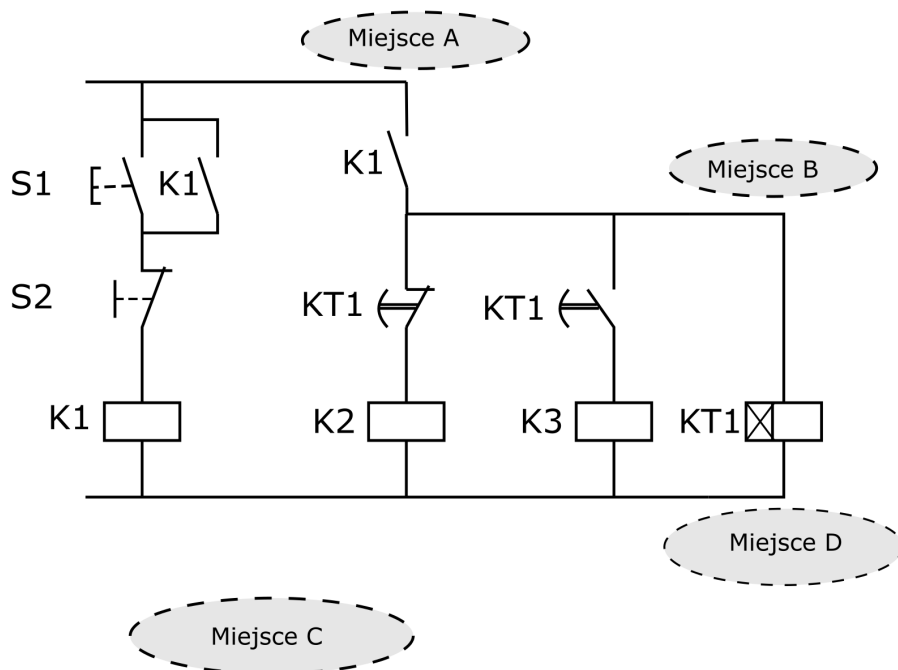 Miejsce A
Miejsce B
S1
K1
K1
S2
KT1
KT1
K1
K2
K3
KT1
Miejsce D
Miejsce C